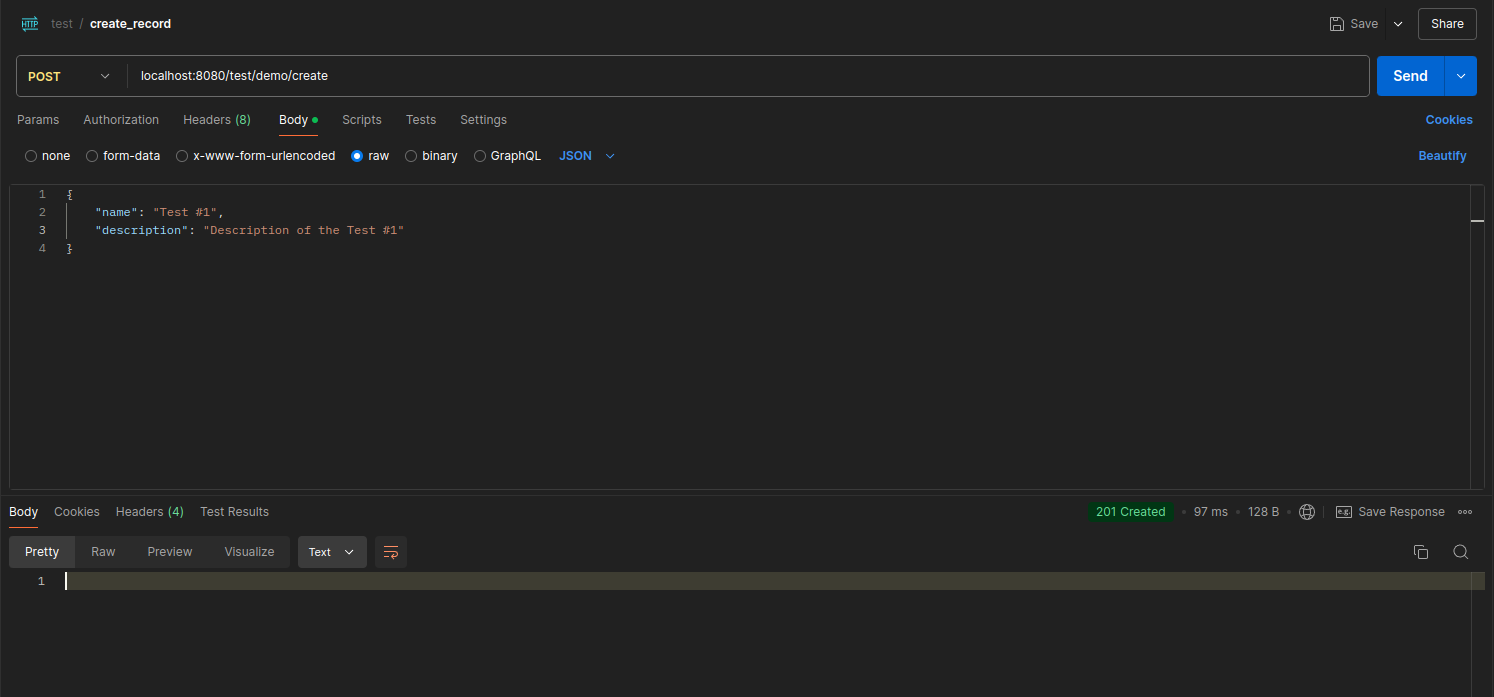 HTTP test / create_record Save Share
POST localhost:8080/test/demo/create Send
Params Authorization Headers (8) Body Scripts Tests Settings Cookies
none form-data x-www-form-urlencoded raw binary GraphQL JSON Beautify
1 {
2 "name": "Test #1",
3 "description": "Description of the Test #1"
4 }
Body Cookies Headers (4) Test Results 201 Created 97 ms 128 B e.g. Save Response
Pretty Raw Preview Visualize Text
1